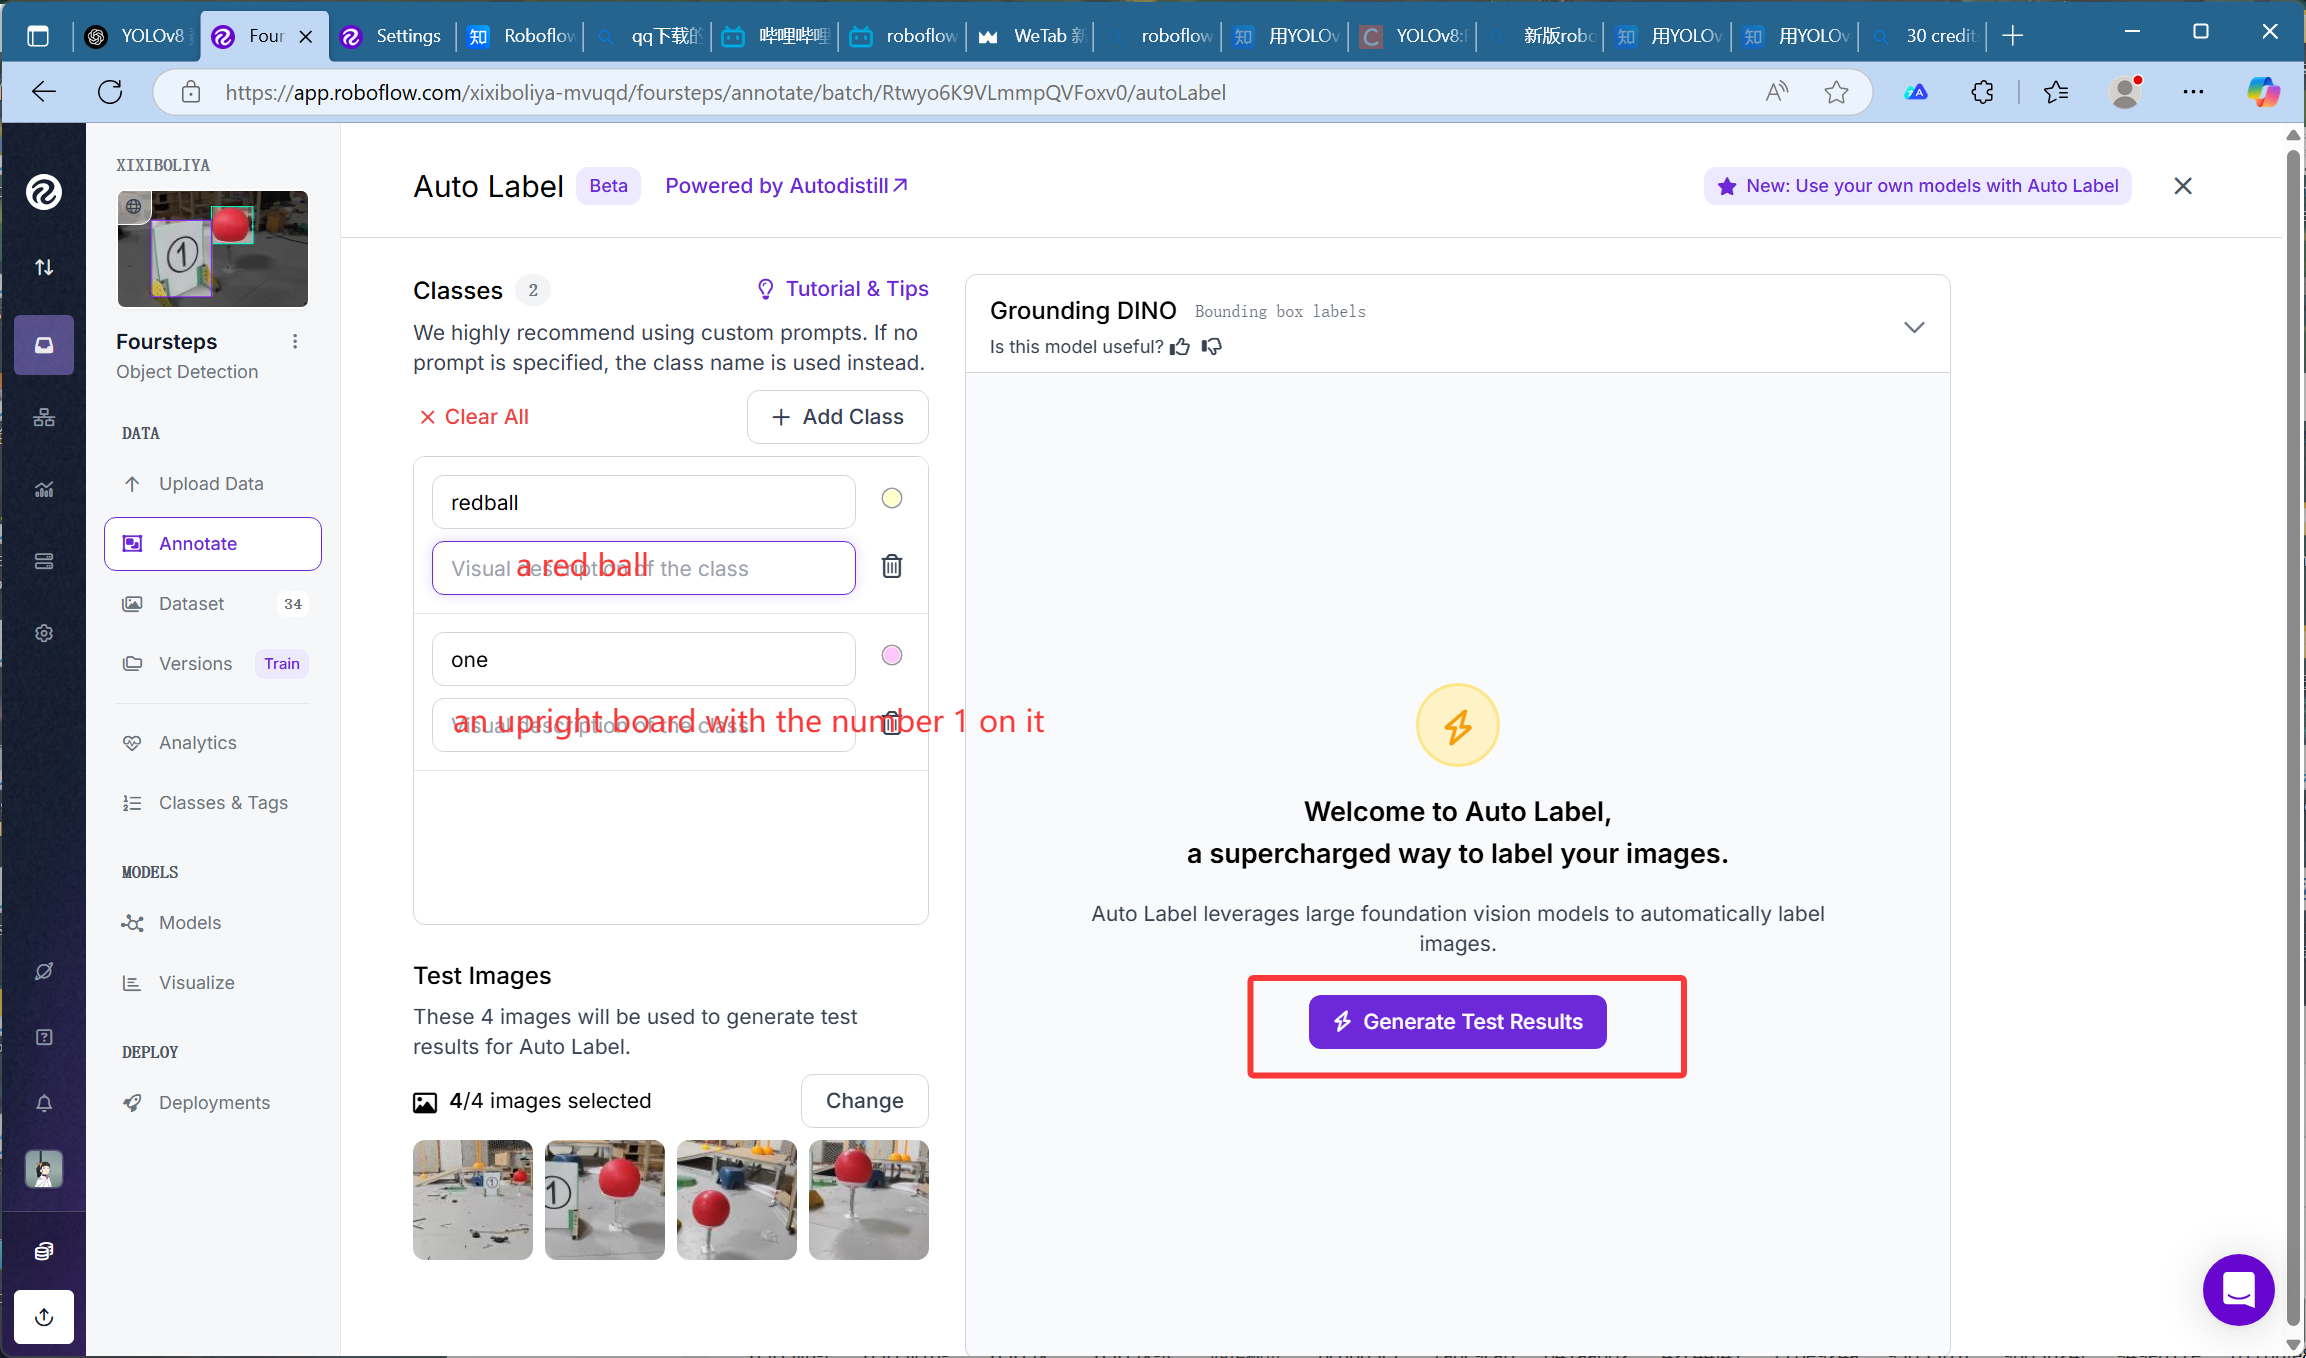 YOLOv8
Four
Settings
Roboflow
qq下载的
哔哩哔哩
roboflow
WeTab 新
roboflow
用YOLOv
YOLOv8:
新版robo
用YOLOv
用YOLOv
30 credit
https://app.roboflow.com/xixiboliya-mvuqd/foursteps/annotate/batch/Rtwyo6K9VLmmpQVFoxv0/autoLabel
XIXIBOLIYA
Foursteps
Object Detection
DATA
Upload Data
Annotate
Dataset 34
Versions Train
Analytics
Classes & Tags
MODELS
Models
Visualize
DEPLOY
Deployments
Auto Label Beta Powered by Autodistill
New: Use your own models with Auto Label
Classes 2 Tutorial & Tips
We highly recommend using custom prompts. If no
prompt is specified, the class name is used instead.
Clear All
Add Class
redball
Visual description of the class
a red ball
one
Visual description of the class
an upright board with the number 1 on it
Test Images
These 4 images will be used to generate test
results for Auto Label.
4/4 images selected
Change
Grounding DINO Bounding box labels
Is this model useful?
Welcome to Auto Label,
a supercharged way to label your images.
Auto Label leverages large foundation vision models to automatically label
images.
Generate Test Results